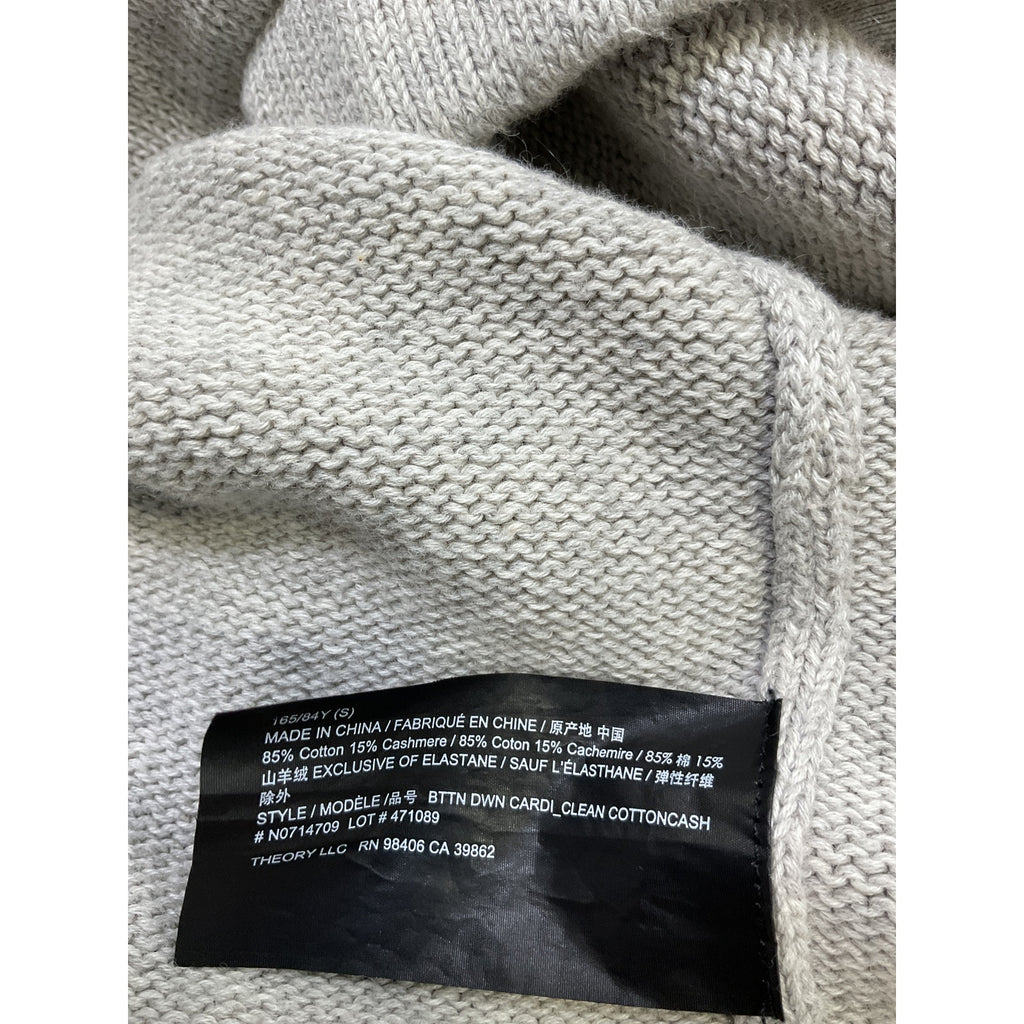 165/84Y (S)
MADE IN CHINA / FABRIQUÉ EN CHINE / 原产地 中国
85% Cotton 15% Cashmere / 85% Coton 15% Cachemire / 85% 棉 15%
山羊绒 EXCLUSIVE OF ELASTANE / SAUF L'ÉLASTHANE / 弹性纤维
除外
STYLE / MODÈLE /品号 BTTN DWN CARDI_CLEAN COTTONCASH
# N0714709 LOT # 471089
THEORY LLC RN 98406 CA 39862